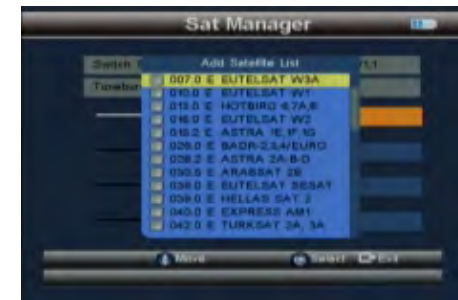 Sat Manager
Switch
1.1
Add Satellite List
007.0 E EUTELSAT W3A
010.0 E EUTELSAT W1
013.0 E HOTBIRD 6,7A,8
016.0 E EUTELSAT W2
019.2 E ASTRA 1E,1F,1G
026.0 E BADR-2,3,4/EURO
028.2 E ASTRA 2A-B-D
030.5 E ARABSAT 2B
036.0 E EUTELSAT SESAT
039.0 E HELLAS SAT 2
040.0 E EXPRESS AM1
042.0 E TURKSAT 2A, 3A
Move
Select
Exit